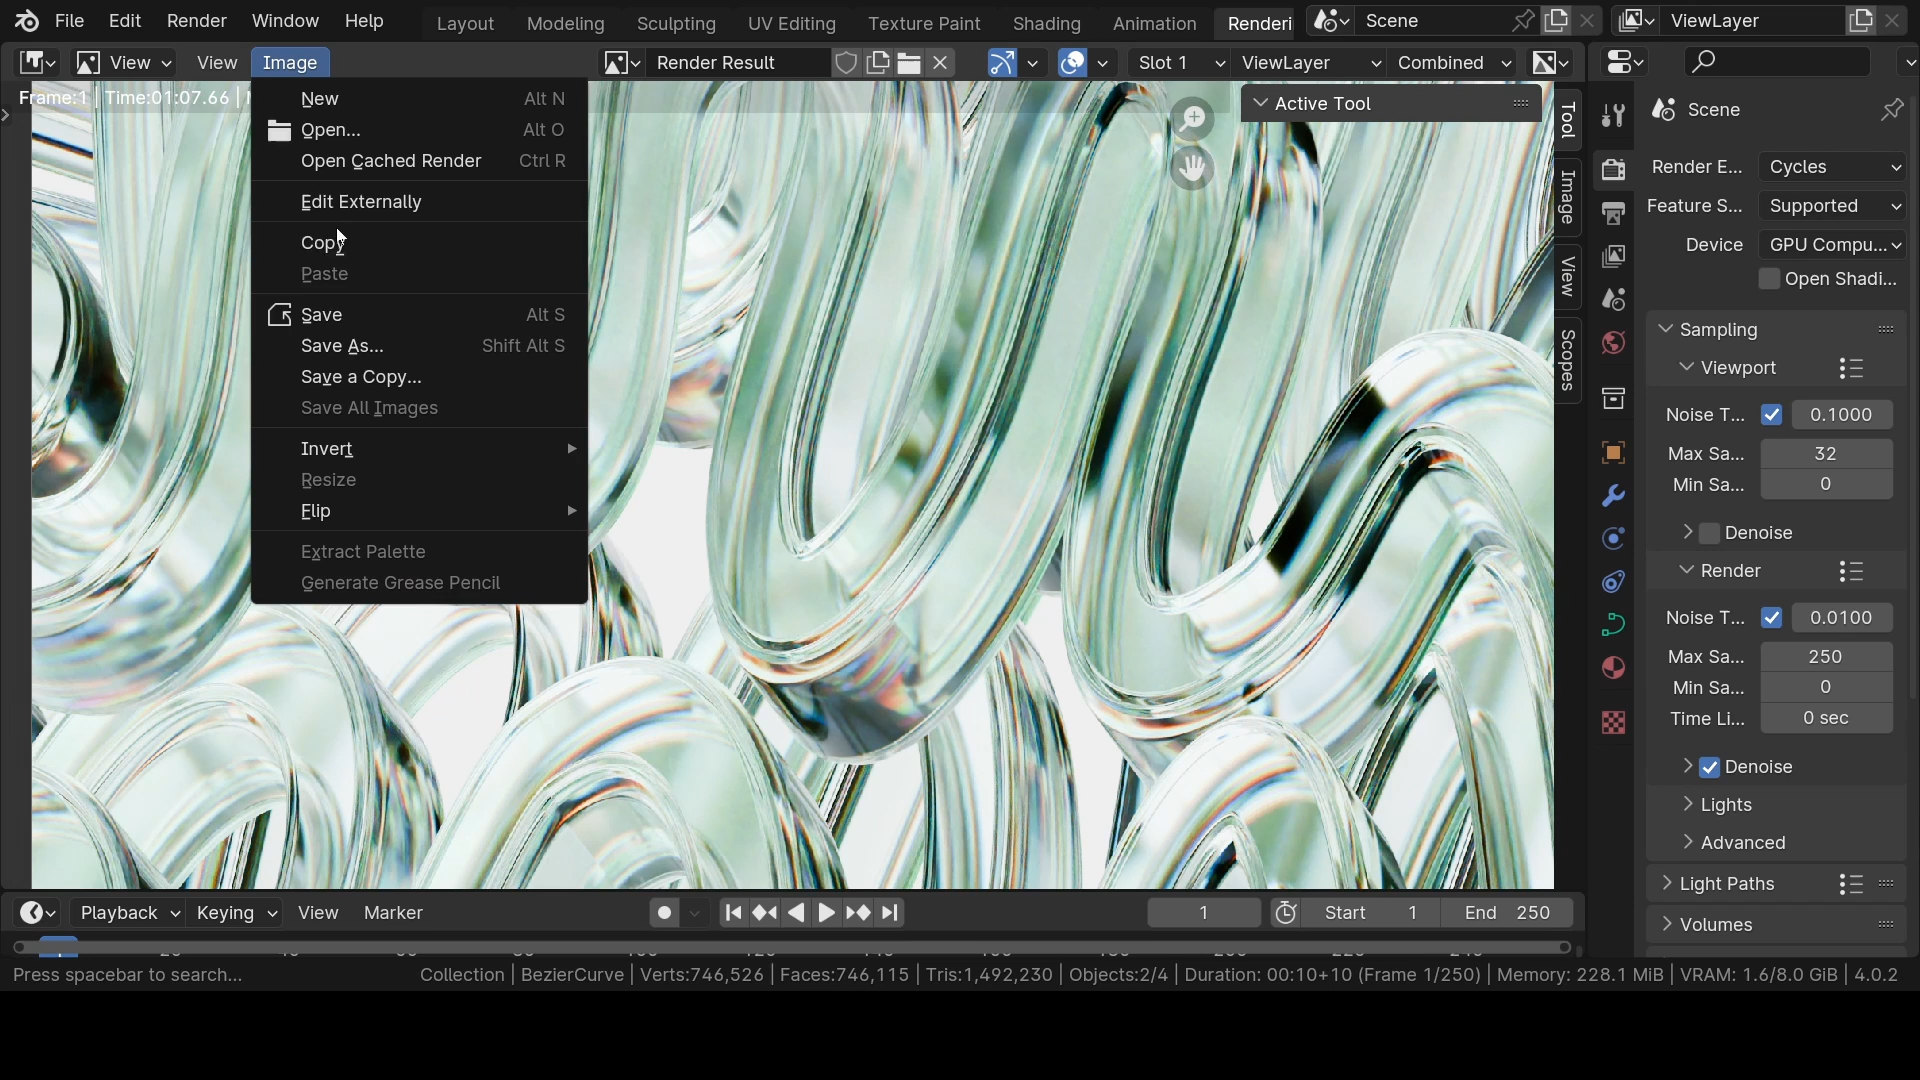 File Edit Render Window Help Layout Modeling Sculpting UV Editing Texture Paint Shading Animation Renderi Scene ViewLayer
View View Image Render Result Slot 1 ViewLayer Combined
Frame:1 | Time:01:07.66 |
New Alt N
Open... Alt O
Open Cached Render Ctrl R
Edit Externally
Copy
Paste
Save Alt S
Save As... Shift Alt S
Save a Copy...
Save All Images
Invert
Resize
Flip
Extract Palette
Generate Grease Pencil
Active Tool
Tool
Image
View
Scopes
Scene
Render E... Cycles
Feature S... Supported
Device GPU Compu...
Open Shadi...
Sampling
Viewport
Noise T... 0.1000
Max Sa... 32
Min Sa... 0
Denoise
Render
Noise T... 0.0100
Max Sa... 250
Min Sa... 0
Time Li... 0 sec
Denoise
Lights
Advanced
Light Paths
Volumes
Playback Keying View Marker 1 Start 1 End 250
Press spacebar to search... Collection | BezierCurve | Verts:746,526 | Faces:746,115 | Tris:1,492,230 | Objects:2/4 | Duration: 00:10+10 (Frame 1/250) | Memory: 228.1 MiB | VRAM: 1.6/8.0 GiB | 4.0.2